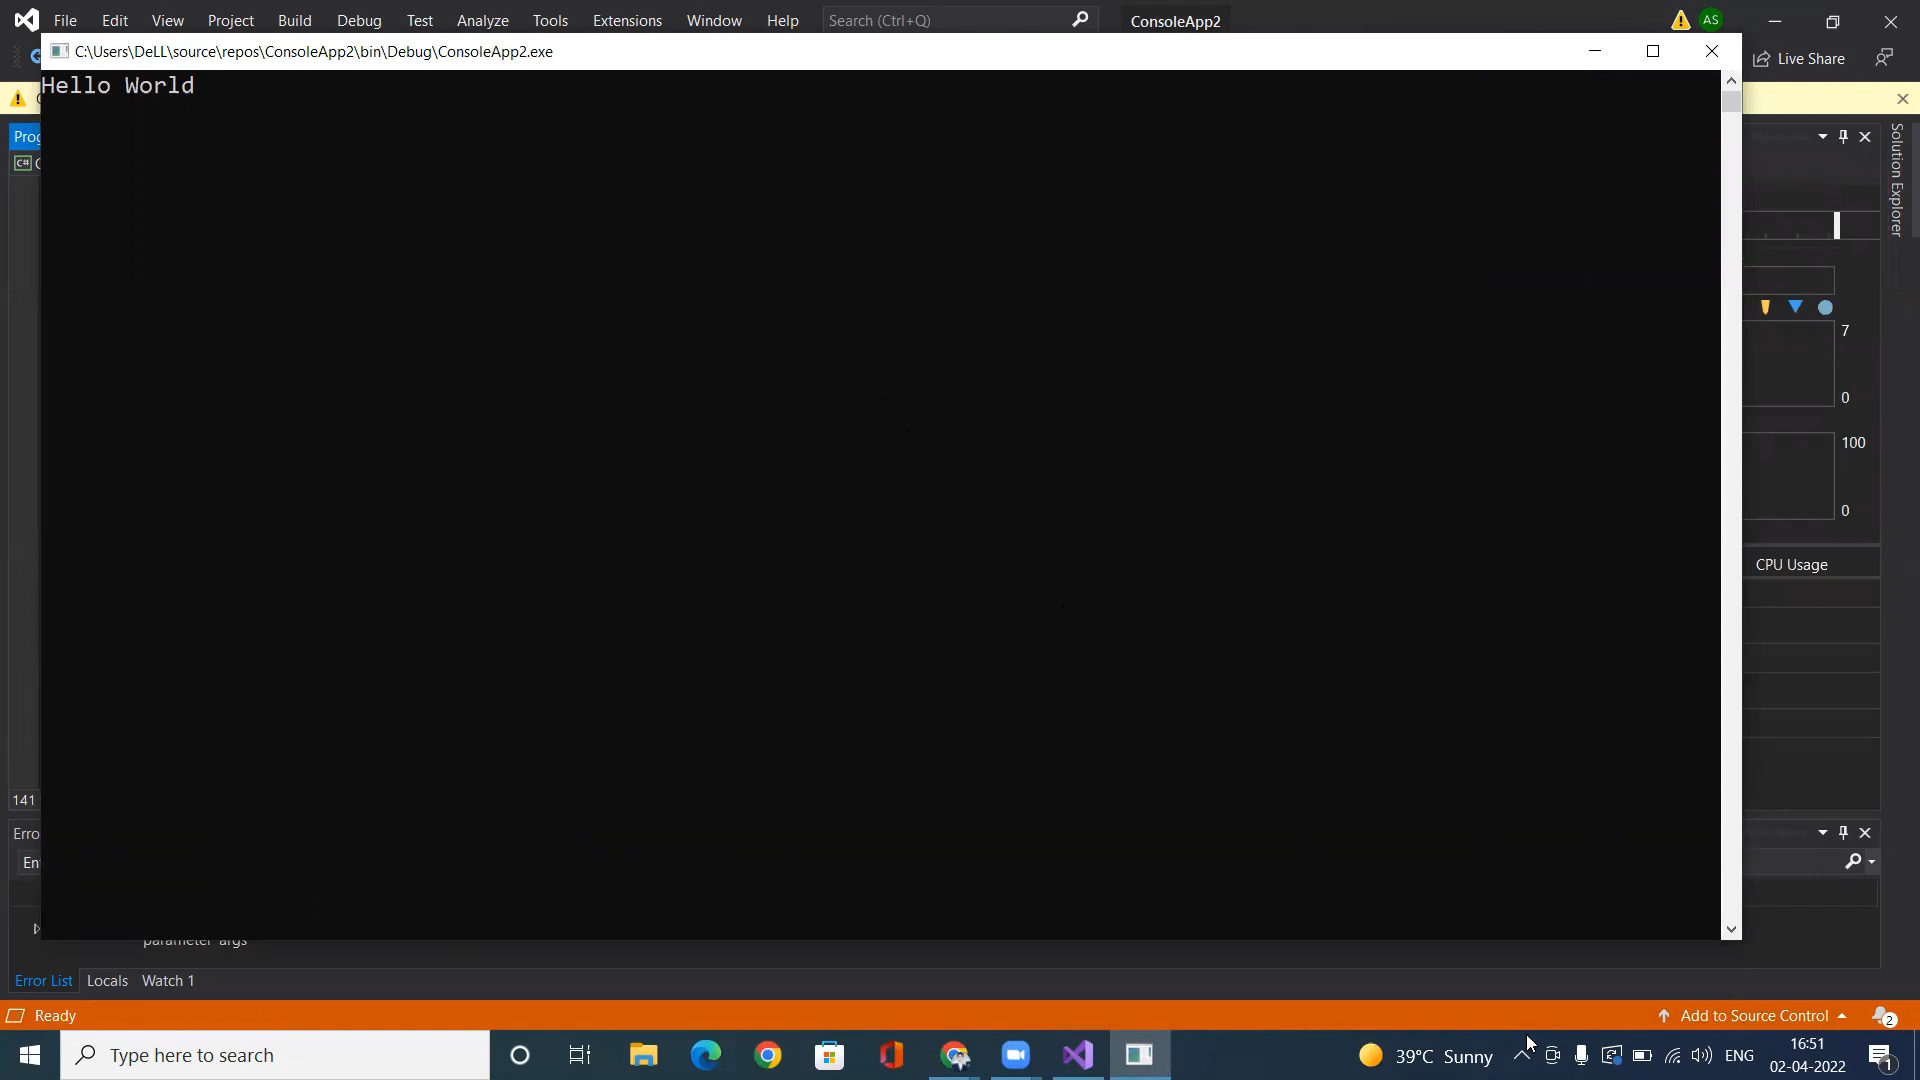 File Edit View Project Build Debug Test Analyze Tools Extensions Window Help Search (Ctrl+Q) ConsoleApp2 AS
Live Share
C:\Users\DeLL\source\repos\ConsoleApp2\bin\Debug\ConsoleApp2.exe
Hello World
Solution Explorer
7
0
100
0
CPU Usage
141
parameter args
Error List Locals Watch 1
Ready
Add to Source Control
2
Type here to search
39°C Sunny
ENG
16:51
02-04-2022
1